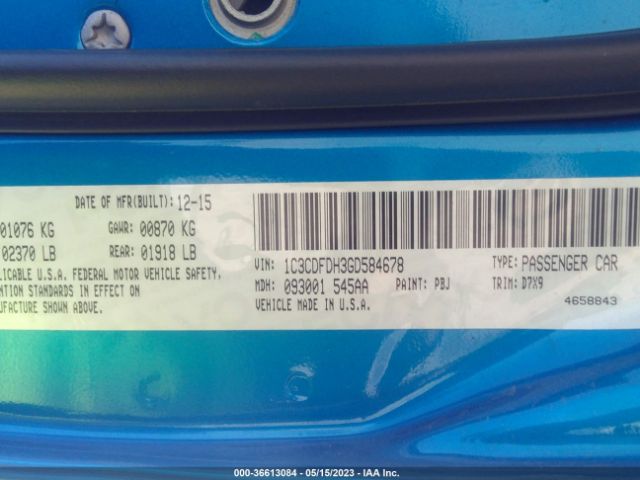 DATE OF MFR(BUILT): 12-15
01076 KG GAWR: 00870 KG
02370 LB REAR: 01918 LB
LICABLE U.S.A. FEDERAL MOTOR VEHICLE SAFETY,
ENTION STANDARDS IN EFFECT ON
UFACTURE SHOWN ABOVE.
VIN: 1C3CDFDH3GD584678 TYPE: PASSENGER CAR
MDH: 093001 545AA PAINT: PBJ TRIM: D7X9
VEHICLE MADE IN U.S.A. 4658843
000-36613084 - 05/15/2023 - IAA Inc.